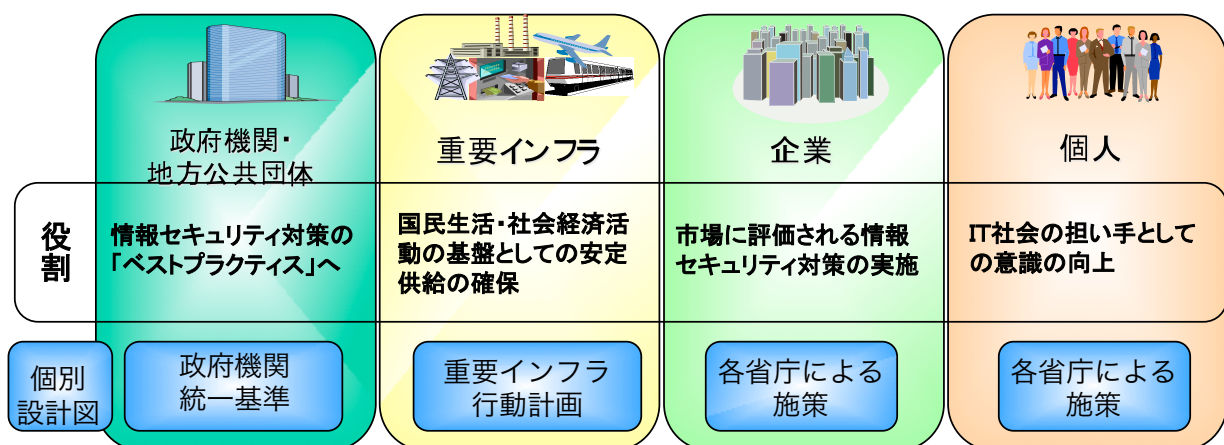 政府機関・
地方公共団体
重要インフラ
企業
個人
役
割
情報セキュリティ対策の
「ベストプラクティス」へ
国民生活・社会経済活
動の基盤としての安定
供給の確保
市場に評価される情報
セキュリティ対策の実施
IT社会の担い手として
の意識の向上
個別
設計図
政府機関
統一基準
重要インフラ
行動計画
各省庁による
施策
各省庁による
施策